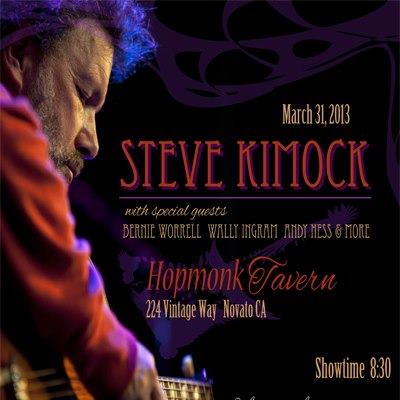 March 31, 2013
STEVE KIMOCK
with special guests
BERNIE WORRELL WALLY INGRAM ANDY HESS & MORE
Hopmonk Tavern
224 Vintage Way Novato CA
Showtime 8:30